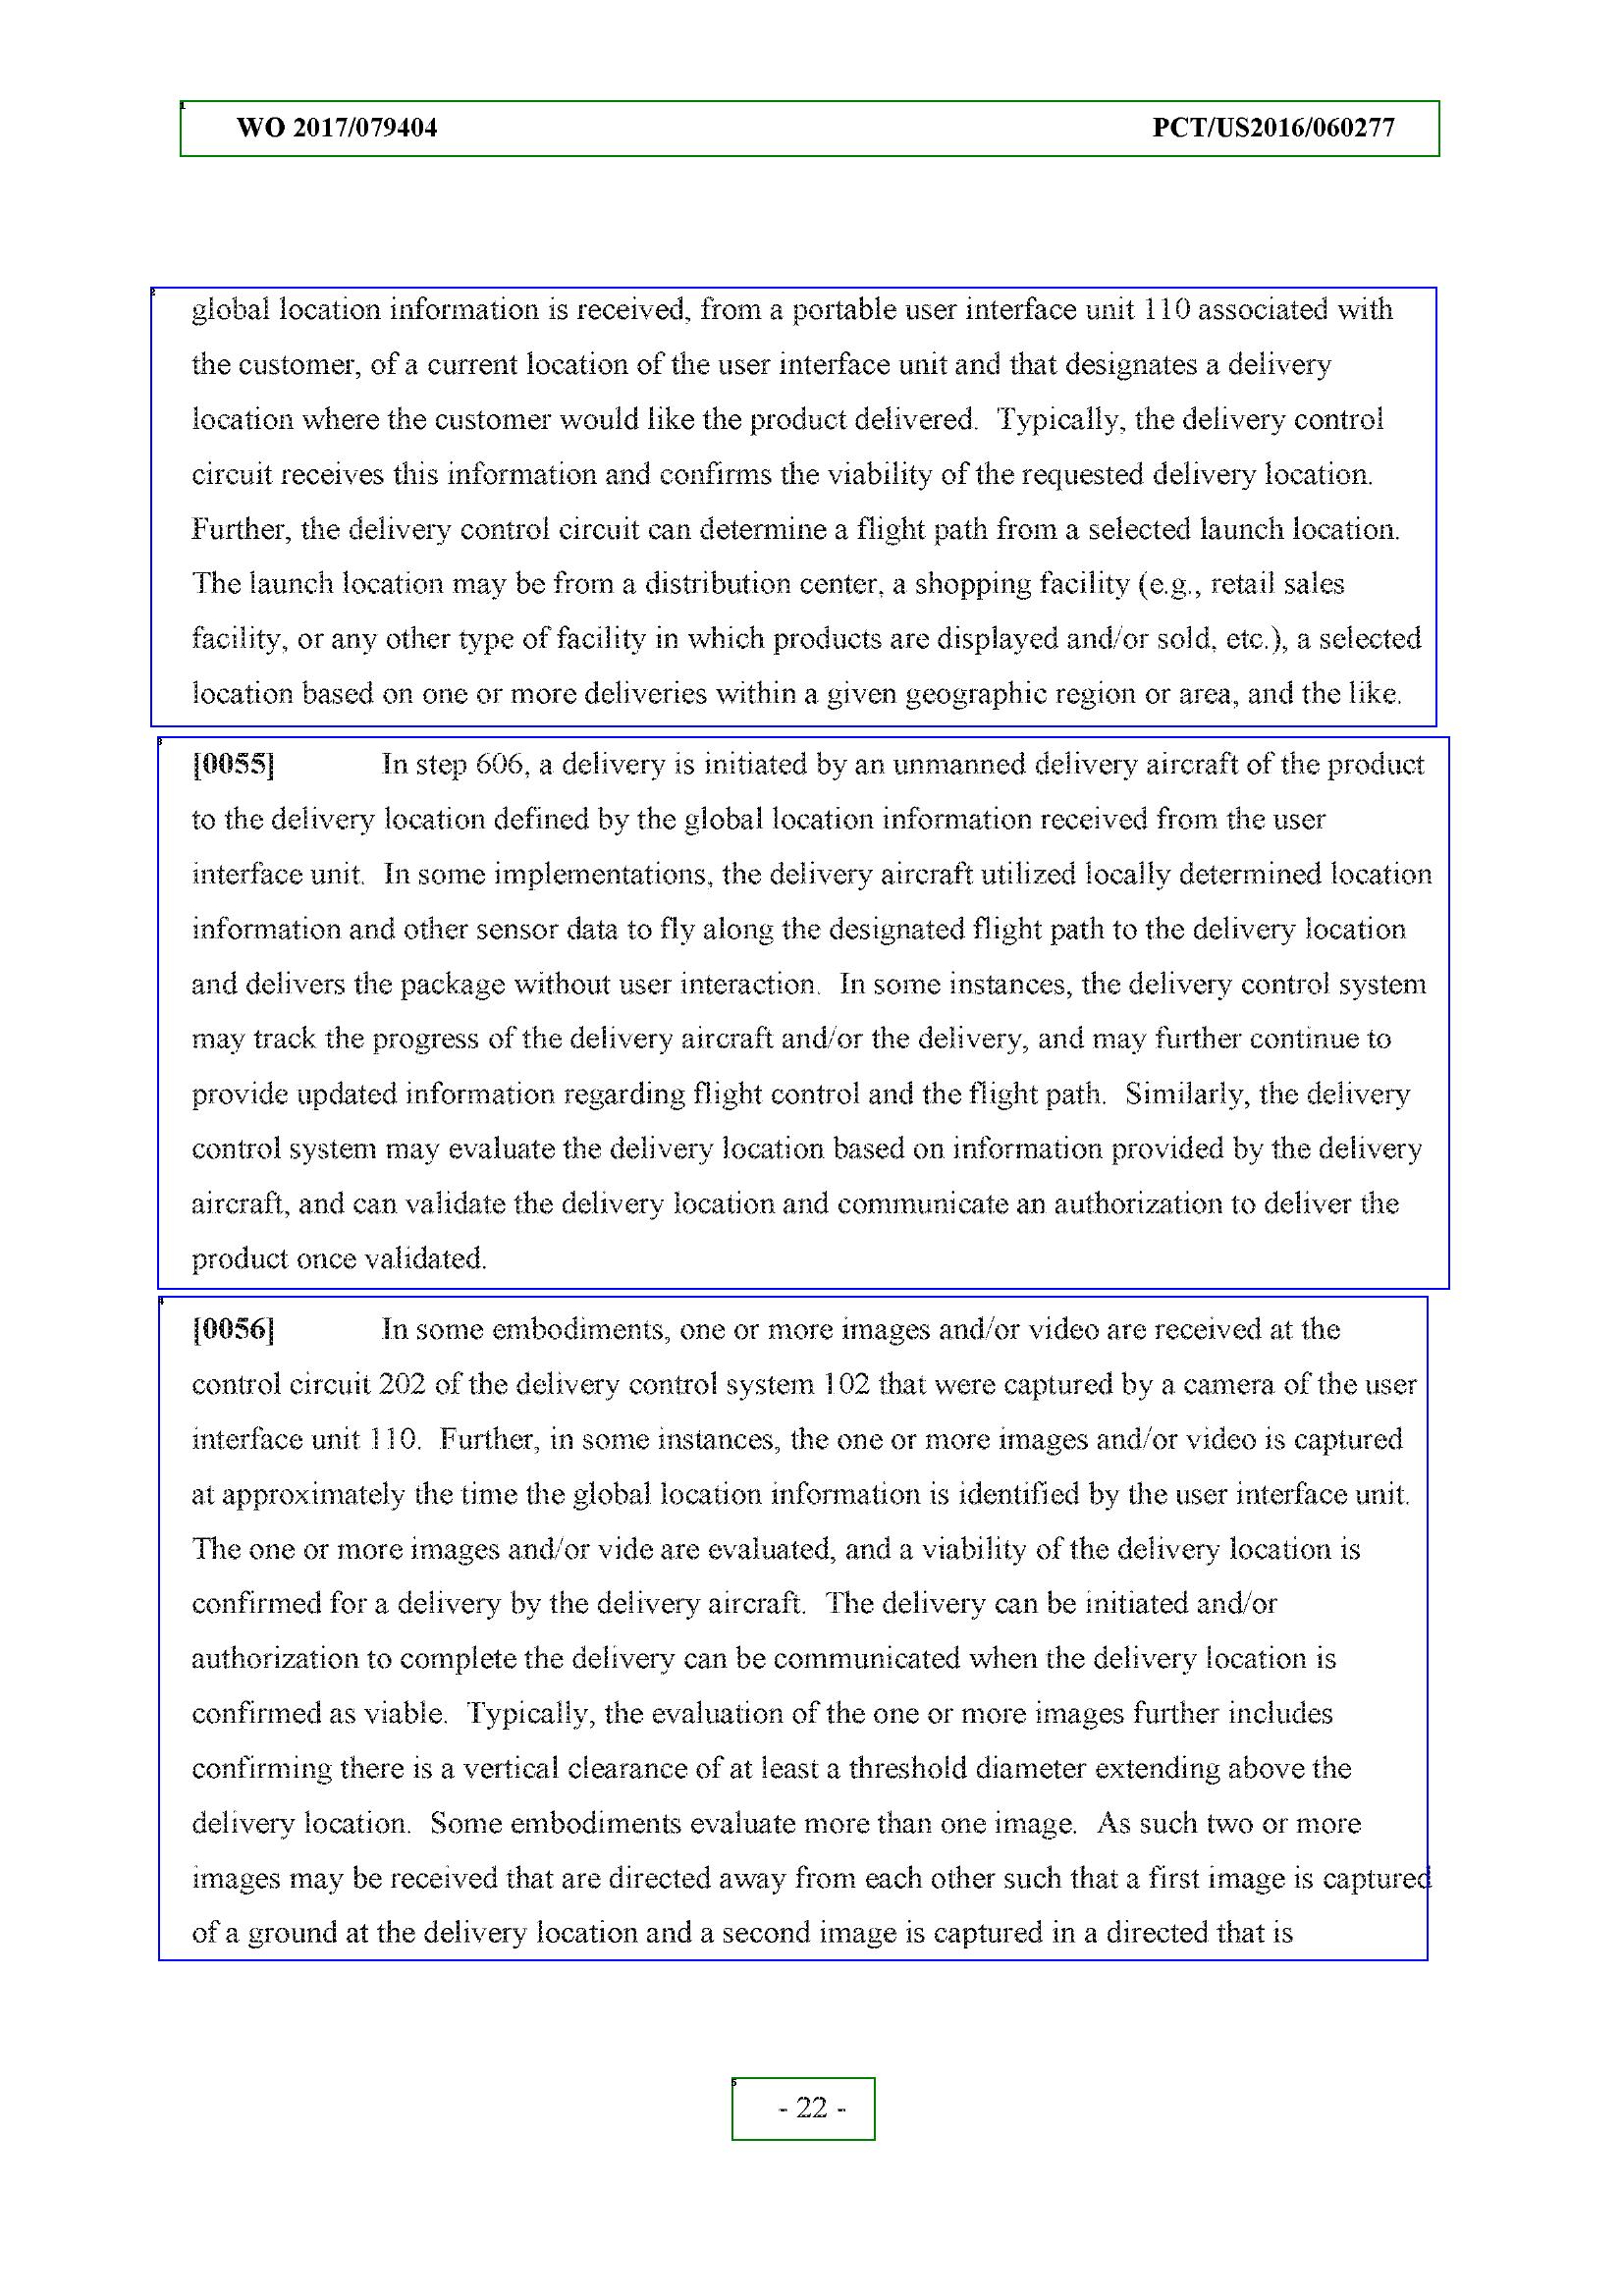 WO 2017/079404 PCT/US2016/060277
global location information is received, from a portable user interface unit 110 associated with
the customer, of a current location of the user interface unit and that designates a delivery
location where the customer would like the product delivered.  Typically, the delivery control
circuit receives this information and confirms the viability of the requested delivery location.
Further, the delivery control circuit can determine a flight path from a selected launch location.
The launch location may be from a distribution center, a shopping facility (e.g., retail sales
facility, or any other type of facility in which products are displayed and/or sold, etc.), a selected
location based on one or more deliveries within a given geographic region or area, and the like.
[0055] In step 606, a delivery is initiated by an unmanned delivery aircraft of the product
to the delivery location defined by the global location information received from the user
interface unit.  In some implementations, the delivery aircraft utilized locally determined location
information and other sensor data to fly along the designated flight path to the delivery location
and delivers the package without user interaction.  In some instances, the delivery control system
may track the progress of the delivery aircraft and/or the delivery, and may further continue to
provide updated information regarding flight control and the flight path.  Similarly, the delivery
control system may evaluate the delivery location based on information provided by the delivery
aircraft, and can validate the delivery location and communicate an authorization to deliver the
product once validated.
[0056] In some embodiments, one or more images and/or video are received at the
control circuit 202 of the delivery control system 102 that were captured by a camera of the user
interface unit 110.  Further, in some instances, the one or more images and/or video is captured
at approximately the time the global location information is identified by the user interface unit.
The one or more images and/or vide are evaluated, and a viability of the delivery location is
confirmed for a delivery by the delivery aircraft.  The delivery can be initiated and/or
authorization to complete the delivery can be communicated when the delivery location is
confirmed as viable.  Typically, the evaluation of the one or more images further includes
confirming there is a vertical clearance of at least a threshold diameter extending above the
delivery location.  Some embodiments evaluate more than one image.  As such two or more
images may be received that are directed away from each other such that a first image is captured
of a ground at the delivery location and a second image is captured in a directed that is
- 22 -